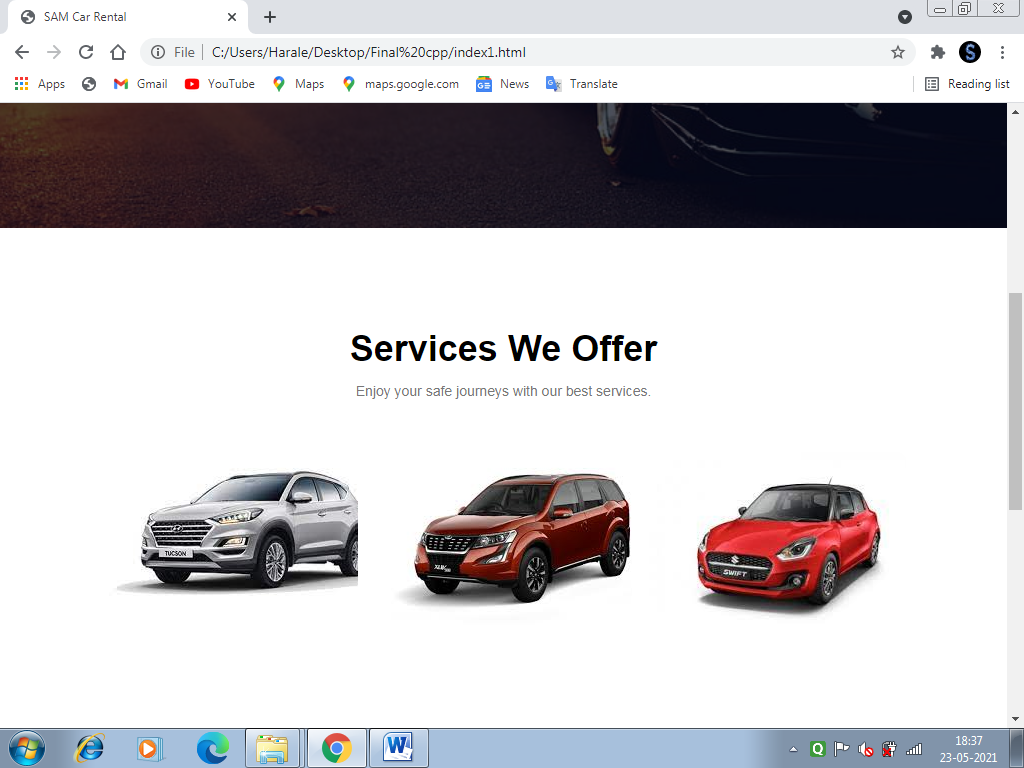 SAM Car Rental
File C:/Users/Harale/Desktop/Final%20cpp/index1.html
S
Apps Gmail YouTube Maps maps.google.com News Translate Reading list
Services We Offer
Enjoy your safe journeys with our best services.
TUCSON
SWIFT
18:37
23-05-2021